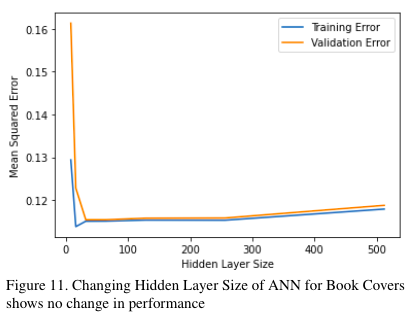 Training Error
Validation Error
0.16
0.15
0.14
0.13
0.12
Mean Squared Error
0 100 200 300 400 500
Hidden Layer Size
Figure 11. Changing Hidden Layer Size of ANN for Book Covers
shows no change in performance